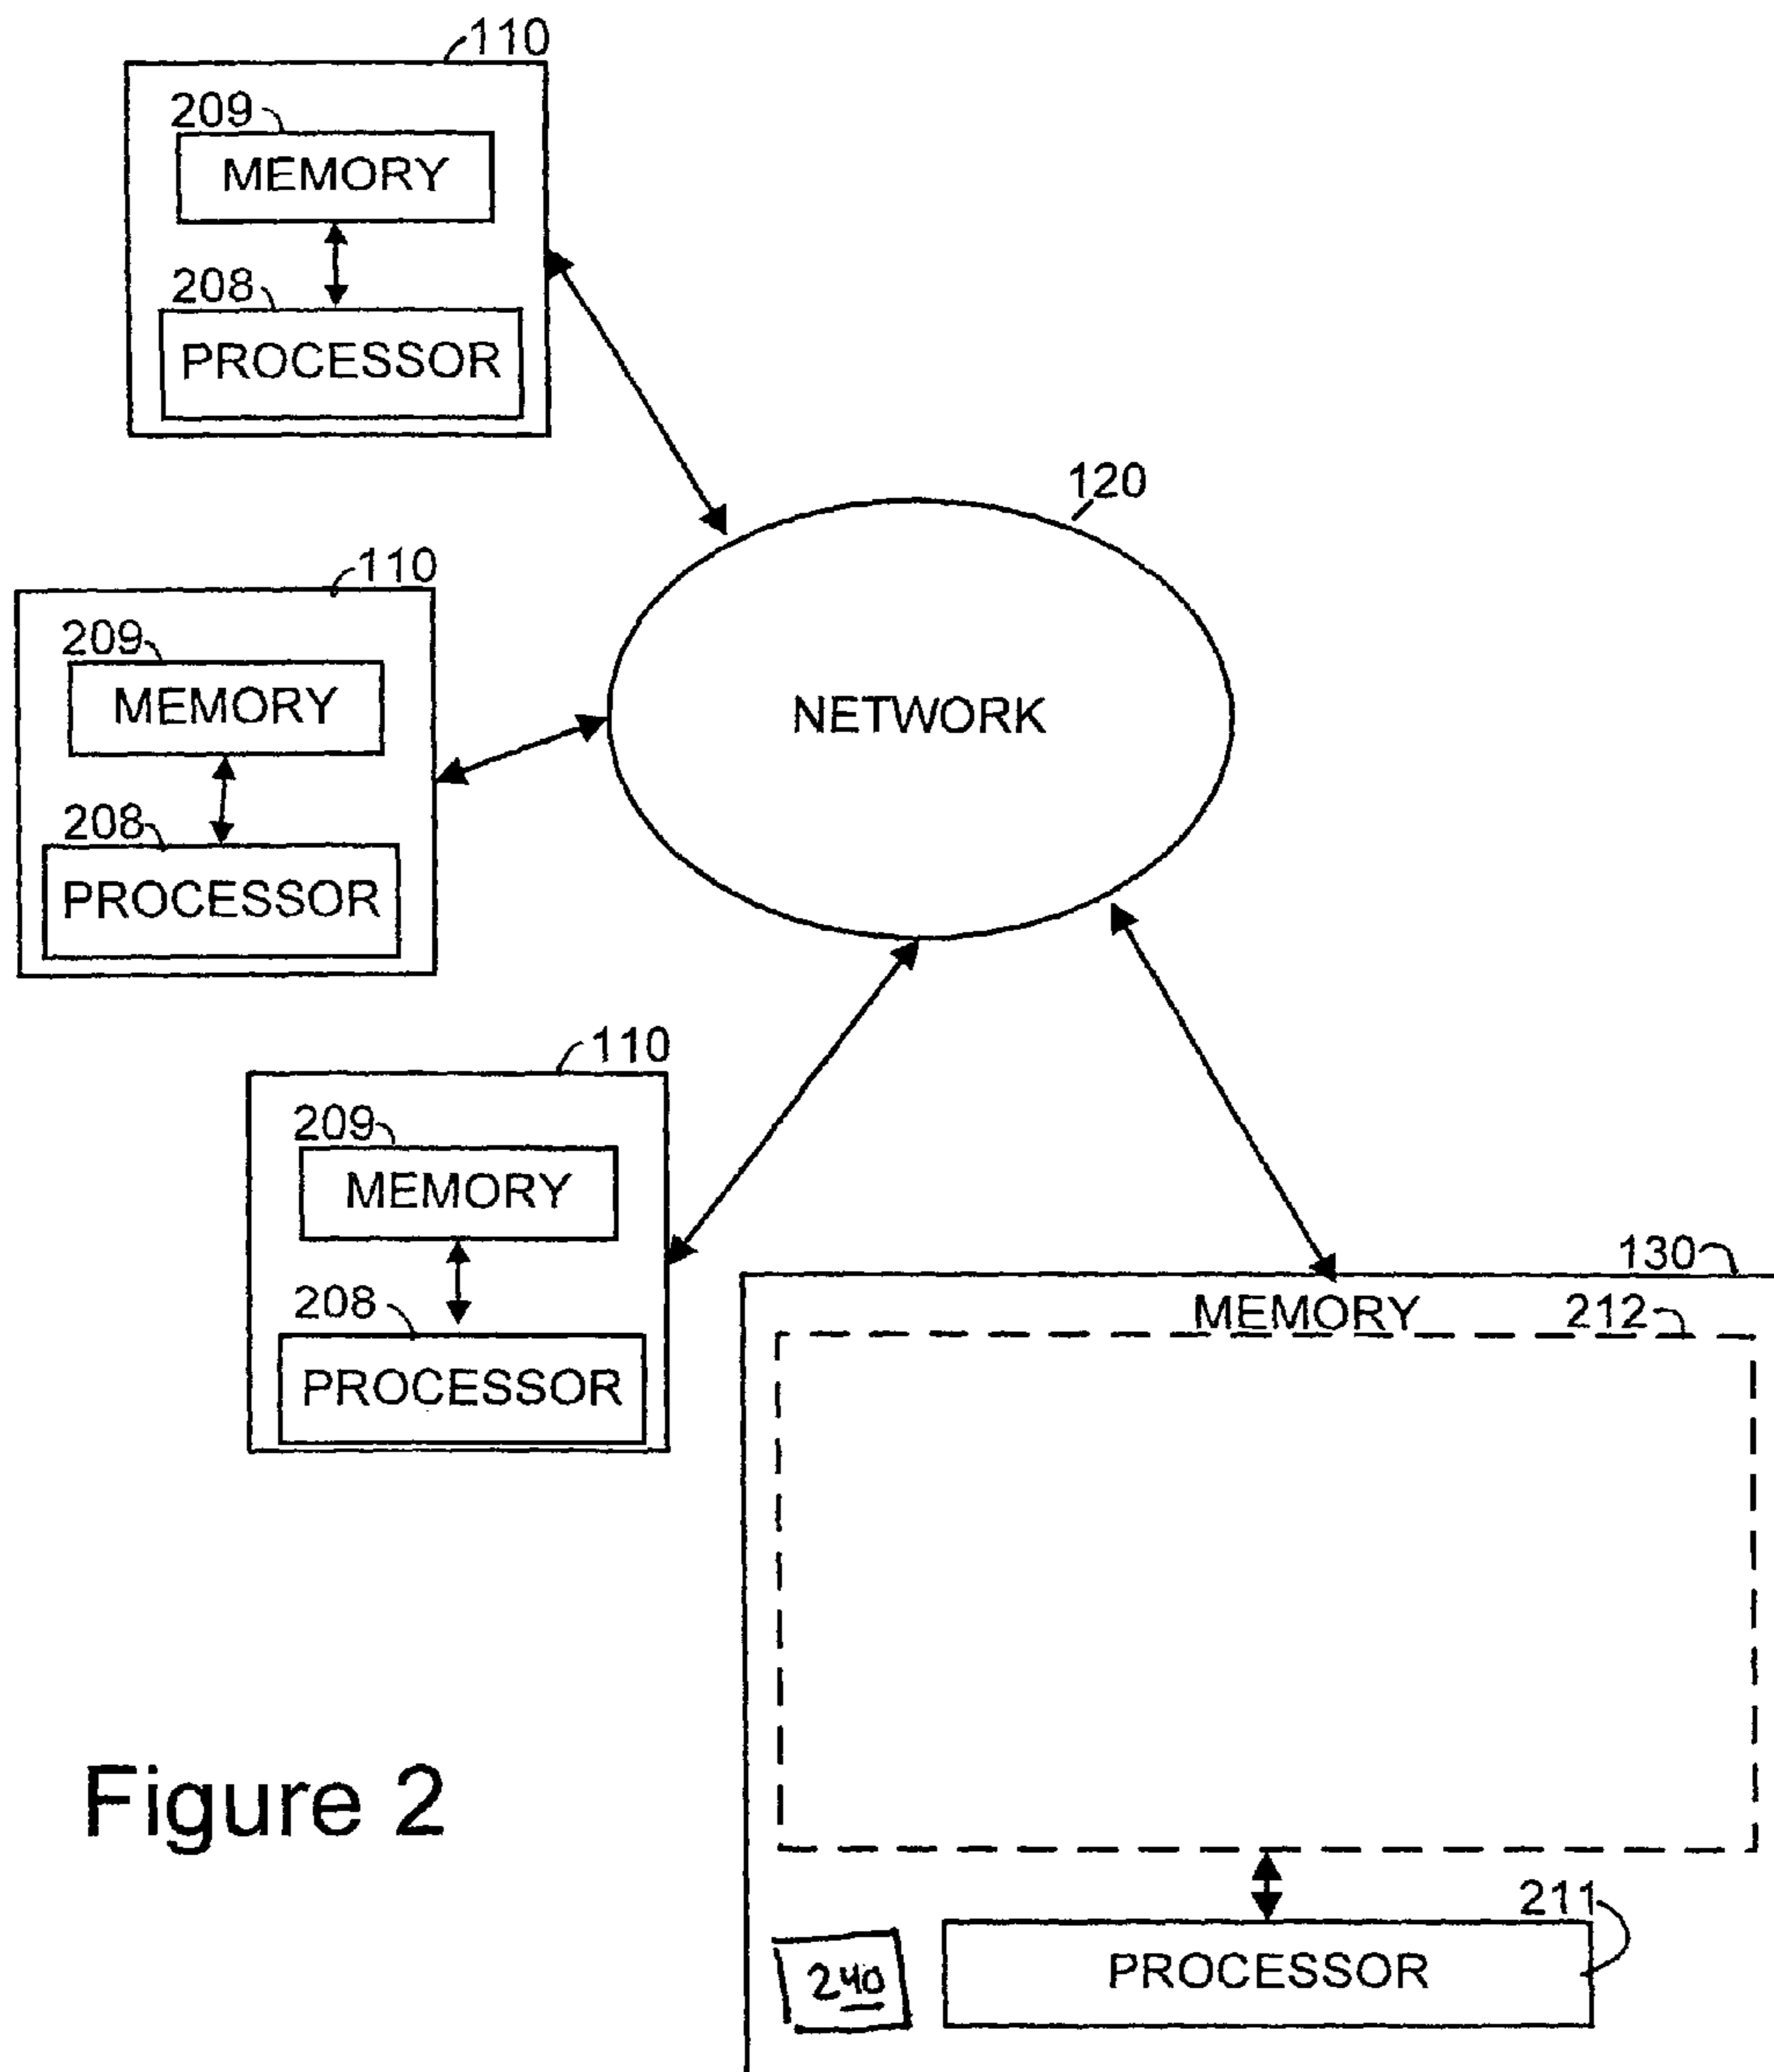 110
209
MEMORY
208
PROCESSOR
120
NETWORK
110
209
MEMORY
208
PROCESSOR
110
209
MEMORY
208
PROCESSOR
130
MEMORY 212
211
PROCESSOR
240
Figure 2